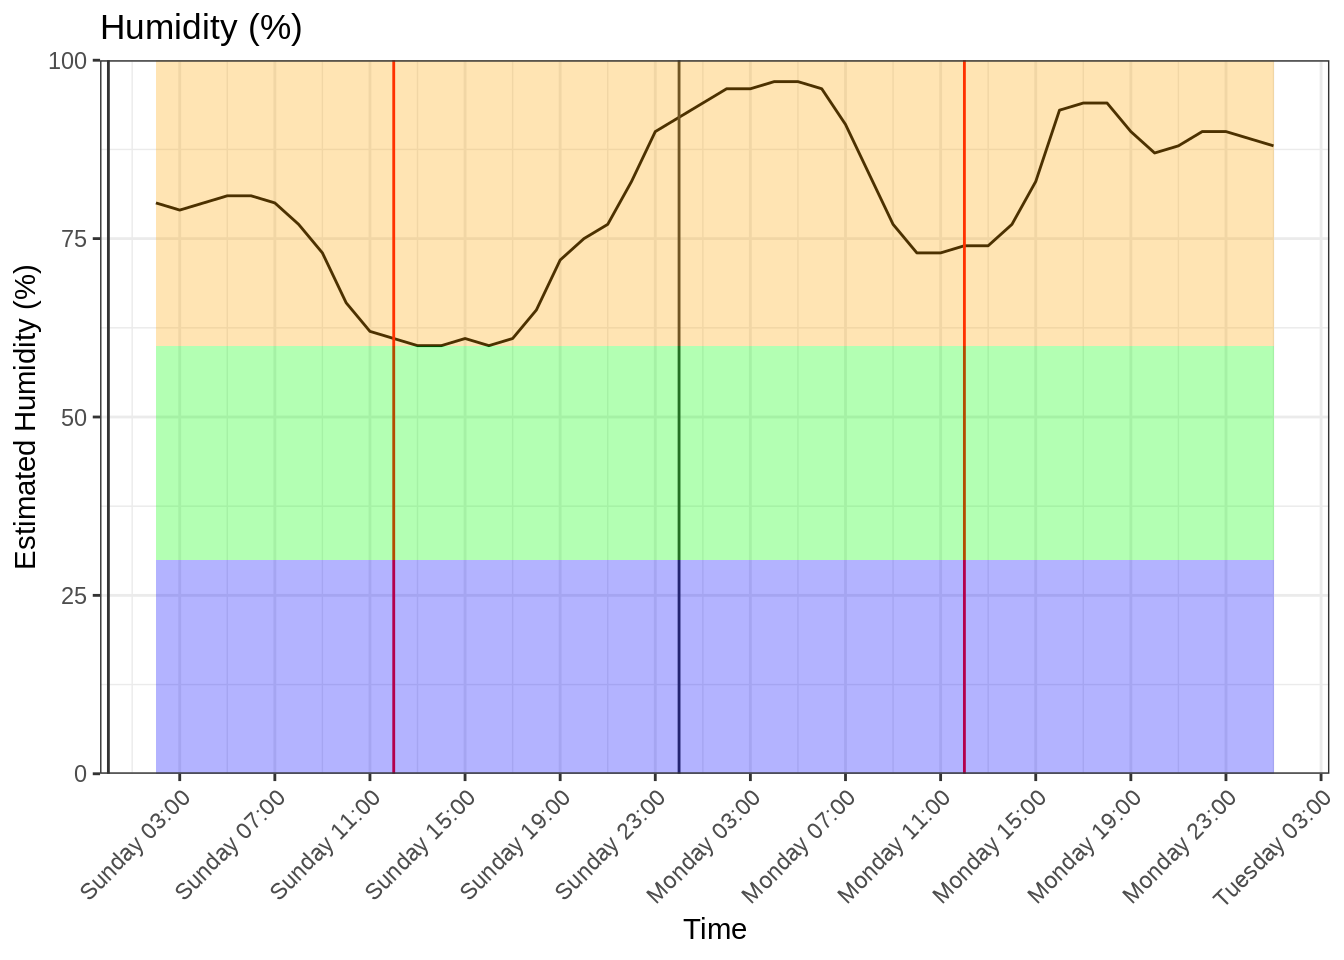 Humidity (%)
Estimated Humidity (%)
100
75
50
25
0
Sunday 03:00
Sunday 07:00
Sunday 11:00
Sunday 15:00
Sunday 19:00
Sunday 23:00
Monday 03:00
Monday 07:00
Monday 11:00
Monday 15:00
Monday 19:00
Monday 23:00
Tuesday 03:00
Time